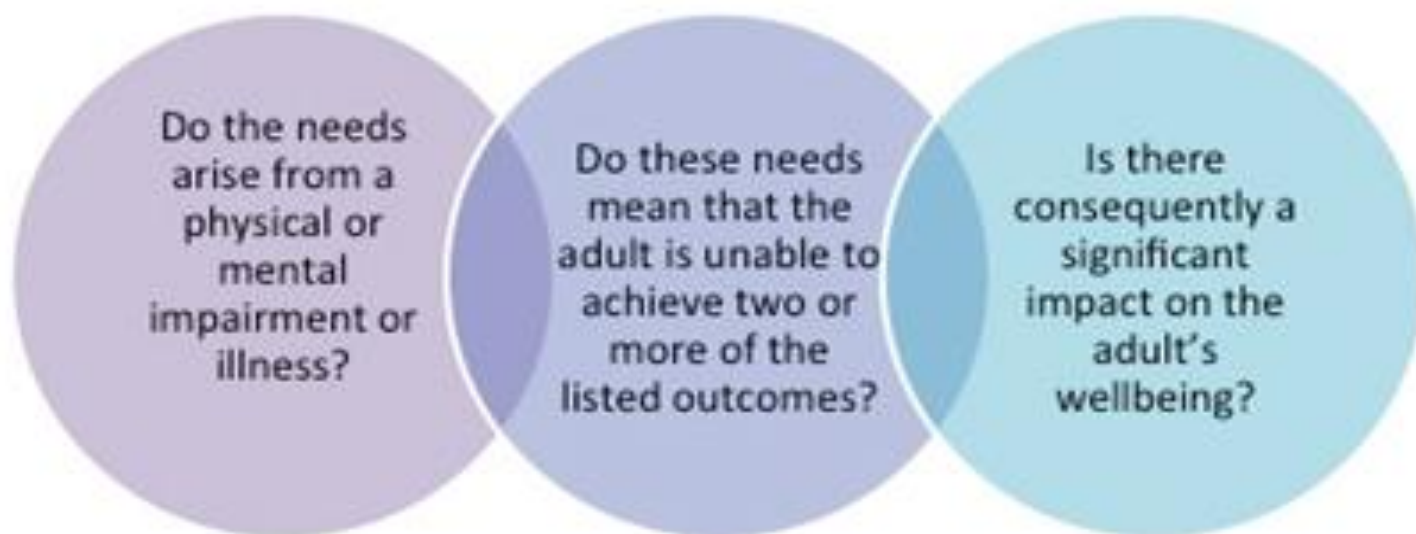 Do the needs
arise from a
physical or
mental
impairment or
illness?
Do these needs
mean that the
adult is unable to
achieve two or
more of the
listed outcomes?
Is there
consequently a
significant
impact on the
adult's
wellbeing?